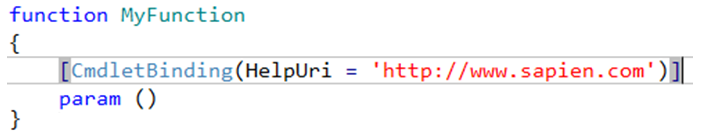 function MyFunction
{
    [CmdletBinding(HelpUri = 'http://www.sapien.com')]
    param ()
}